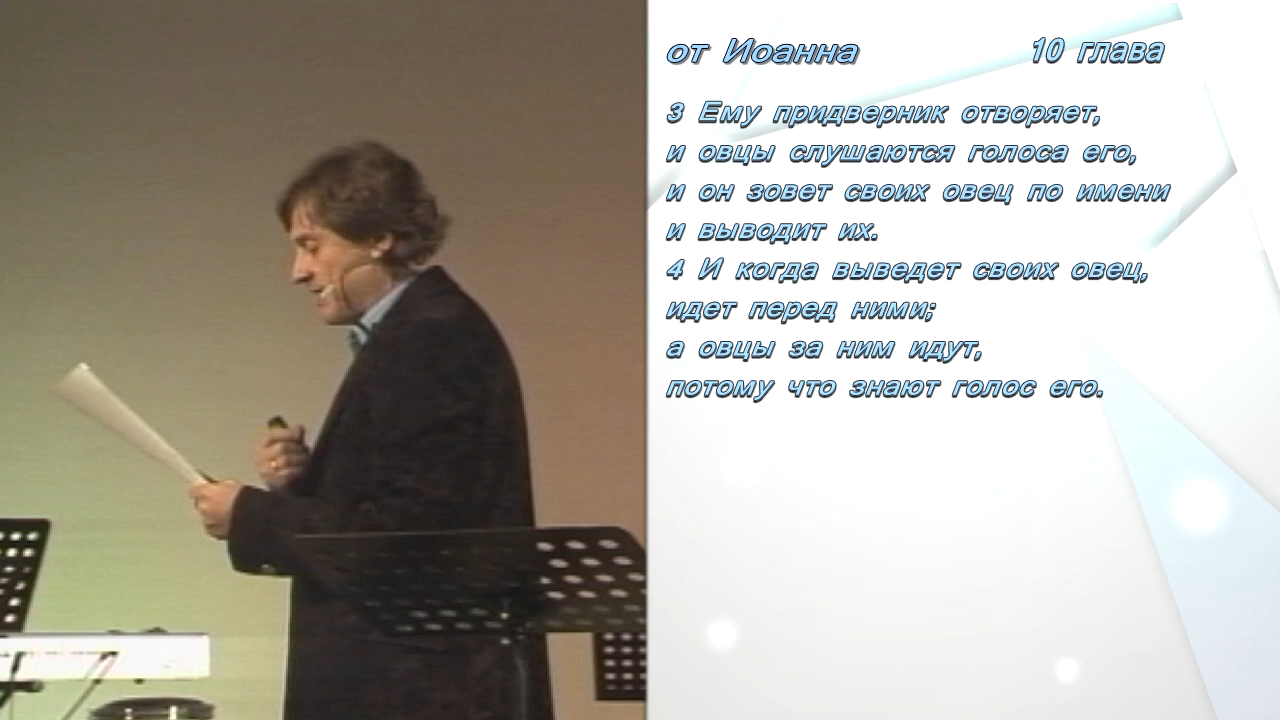 от Иоанна 10 глава
3 Ему придверник отворяет,
и овцы слушаются голоса его,
и он зовет своих овец по имени
и выводит их.
4 И когда выведет своих овец,
идет перед ними;
а овцы за ним идут,
потому что знают голос его.